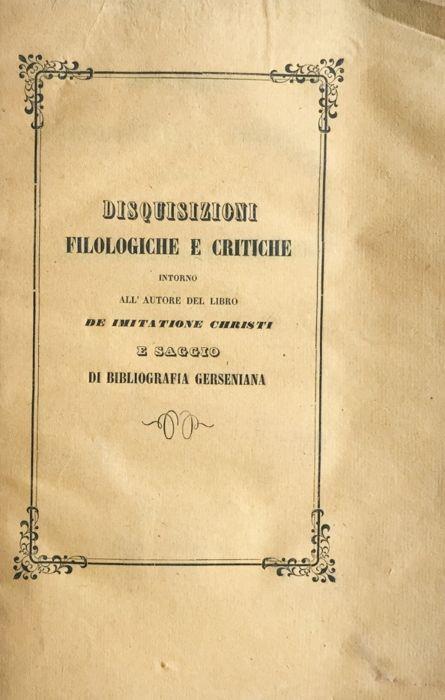 DISQUISIZIONI
FILOLOGICHE E CRITICHE
INTORNO
ALL' AUTORE DEL LIBRO
DE IMITATIONE CHRISTI
E SAGGIO
DI BIBLIOGRAFIA GERSENIANA